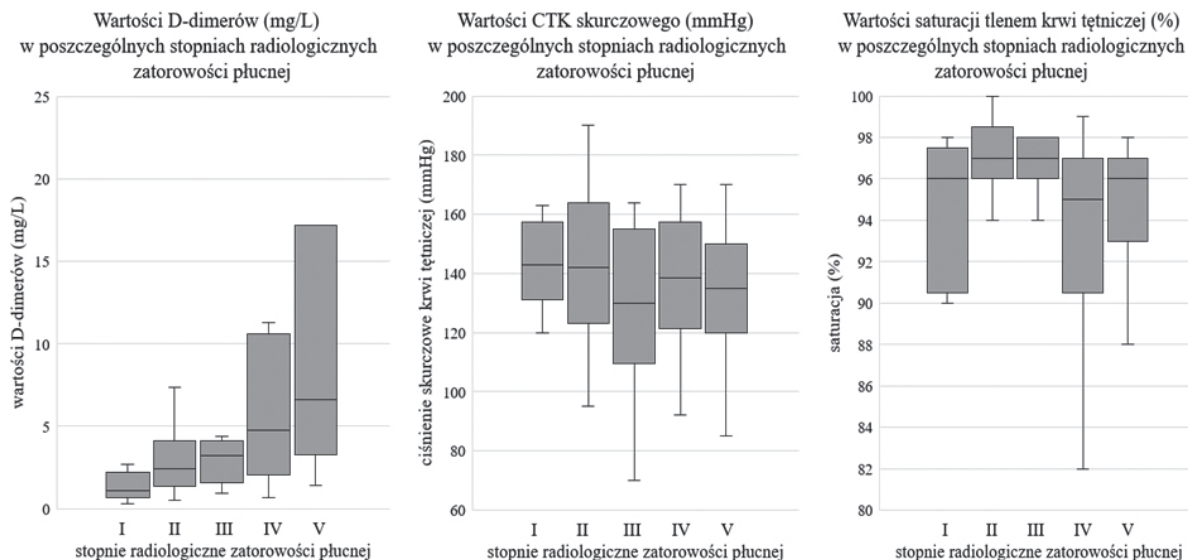 Wartości D-dimerów (mg/L)
w poszczególnych stopniach radiologicznych
zatorowości płucnej
25
20
15
10
5
0
wartości D-dimerów (mg/L)
I II III IV V
stopnie radiologiczne zatorowości płucnej
Wartości CTK skurczowego (mmHg)
w poszczególnych stopniach radiologicznych
zatorowości płucnej
200
180
160
140
120
100
80
60
ciśnienie skurczowe krwi tętniczej (mmHg)
I II III IV V
stopnie radiologiczne zatorowości płucnej
Wartości saturacji tlenem krwi tętniczej (%)
w poszczególnych stopniach radiologicznych
zatorowości płucnej
100
98
96
94
92
90
88
86
84
82
80
saturacja (%)
I II III IV V
stopnie radiologiczne zatorowości płucnej